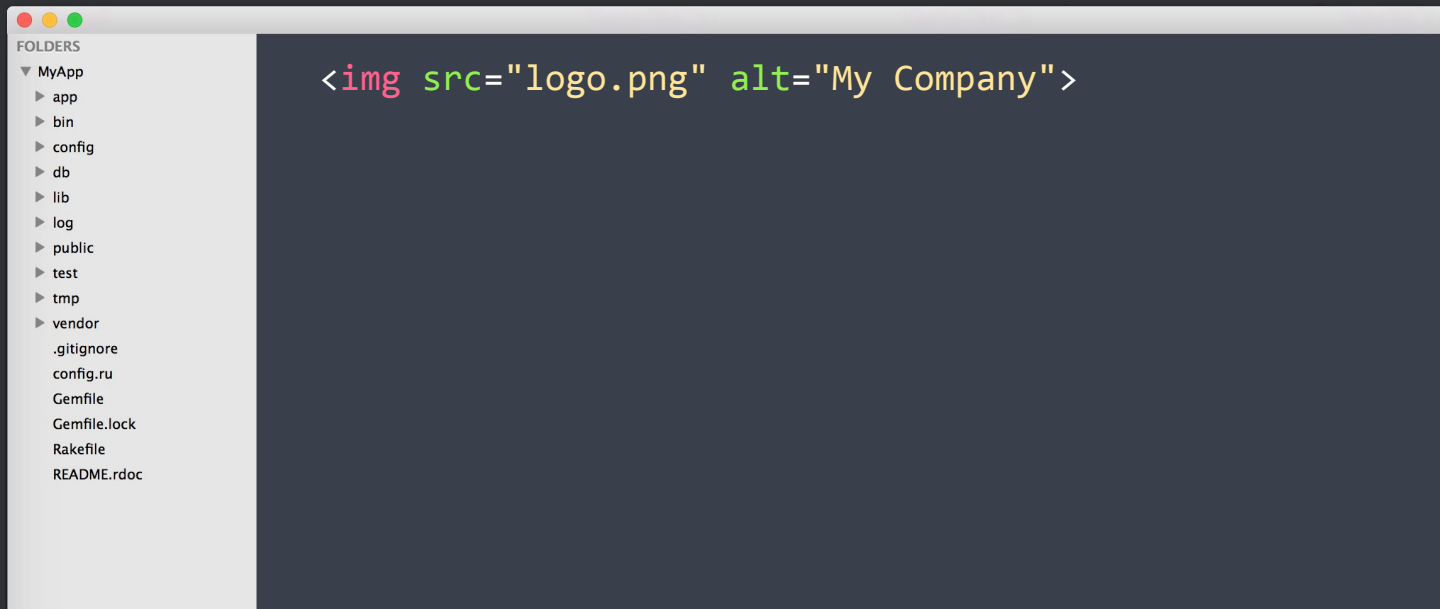 FOLDERS
MyApp
app
bin
config
db
lib
log
public
test
tmp
vendor
.gitignore
config.ru
Gemfile
Gemfile.lock
Rakefile
README.rdoc
<img src="logo.png" alt="My Company">